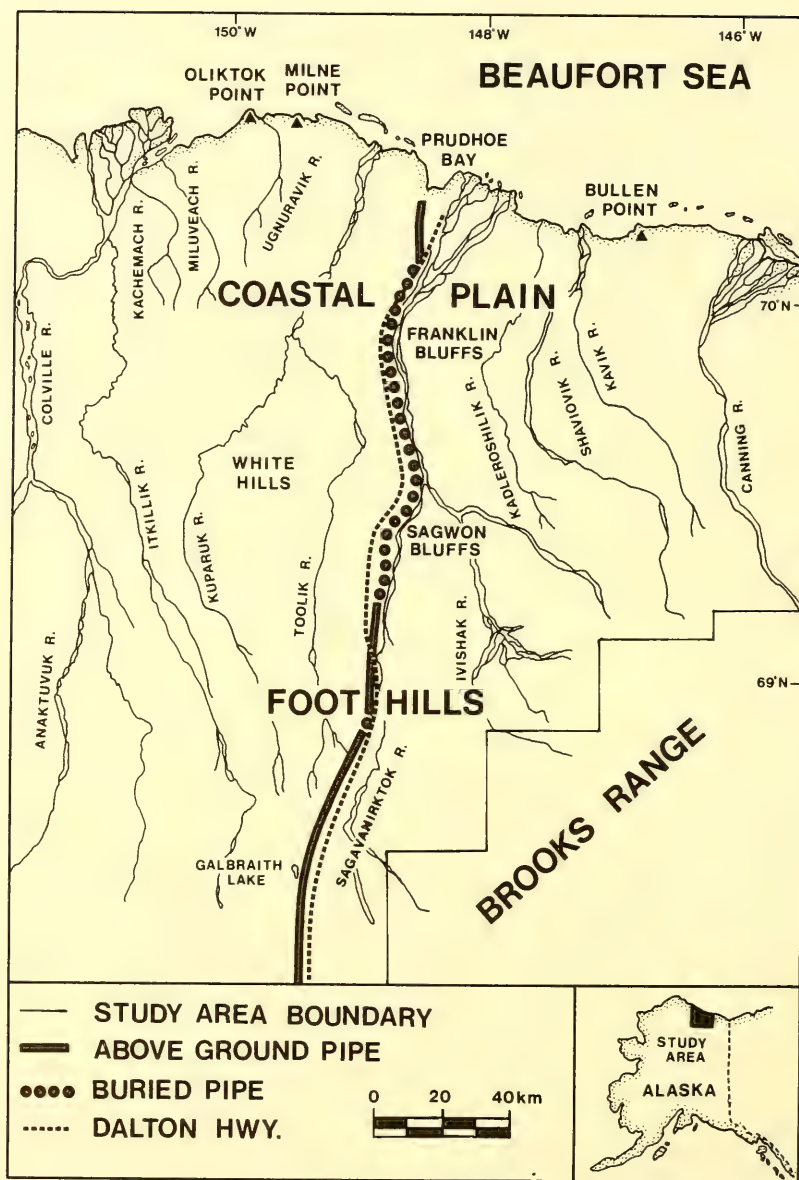 150°W
148°W
146°W
BEAUFORT SEA
OLIKTOK
POINT
MILNE
POINT
PRUDHOE
BAY
BULLEN
POINT
KACHEMACH R.
MILUVEACH R.
UGNURAVIK R.
COASTAL PLAIN
70°N
COLVILLE R.
FRANKLIN
BLUFFS
KADLEROSHILIK R.
SHAVIOVIK R.
KAVIK R.
CANNING R.
WHITE
HILLS
ITKILLIK R.
KUPARUK R.
TOOLIK R.
SAGWON
BLUFFS
IVISHAK R.
ANAKTUVUK R.
69°N
FOOT HILLS
SAGAVANIRKTOK R.
GALBRAITH
LAKE
BROOKS RANGE
STUDY AREA BOUNDARY
ABOVE GROUND PIPE
BURIED PIPE
DALTON HWY.
0 20 40km
STUDY
AREA
ALASKA